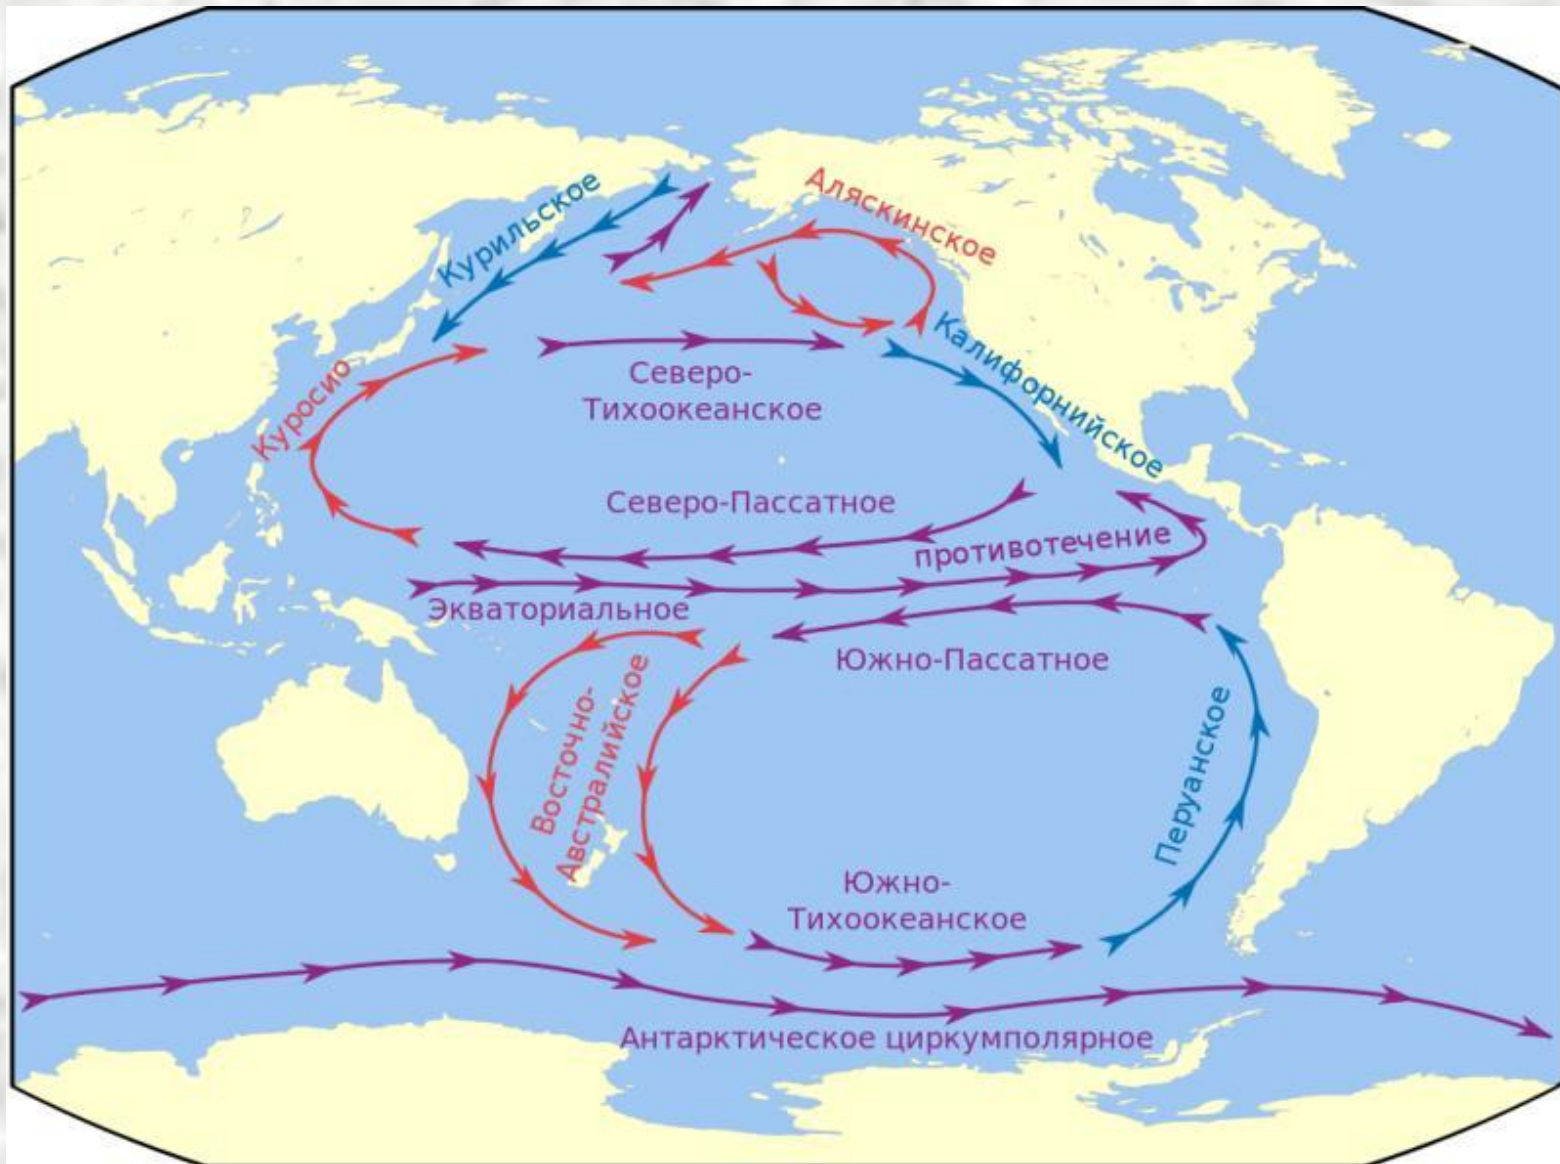 Курильское
Аляскинское
Калифорнийское
Куросио
Северо-
Тихоокеанское
Северо-Пассатное
противотечение
Экваториальное
Южно-Пассатное
Восточно-
Австралийское
Перуанское
Южно-
Тихоокеанское
Антарктическое циркумполярное